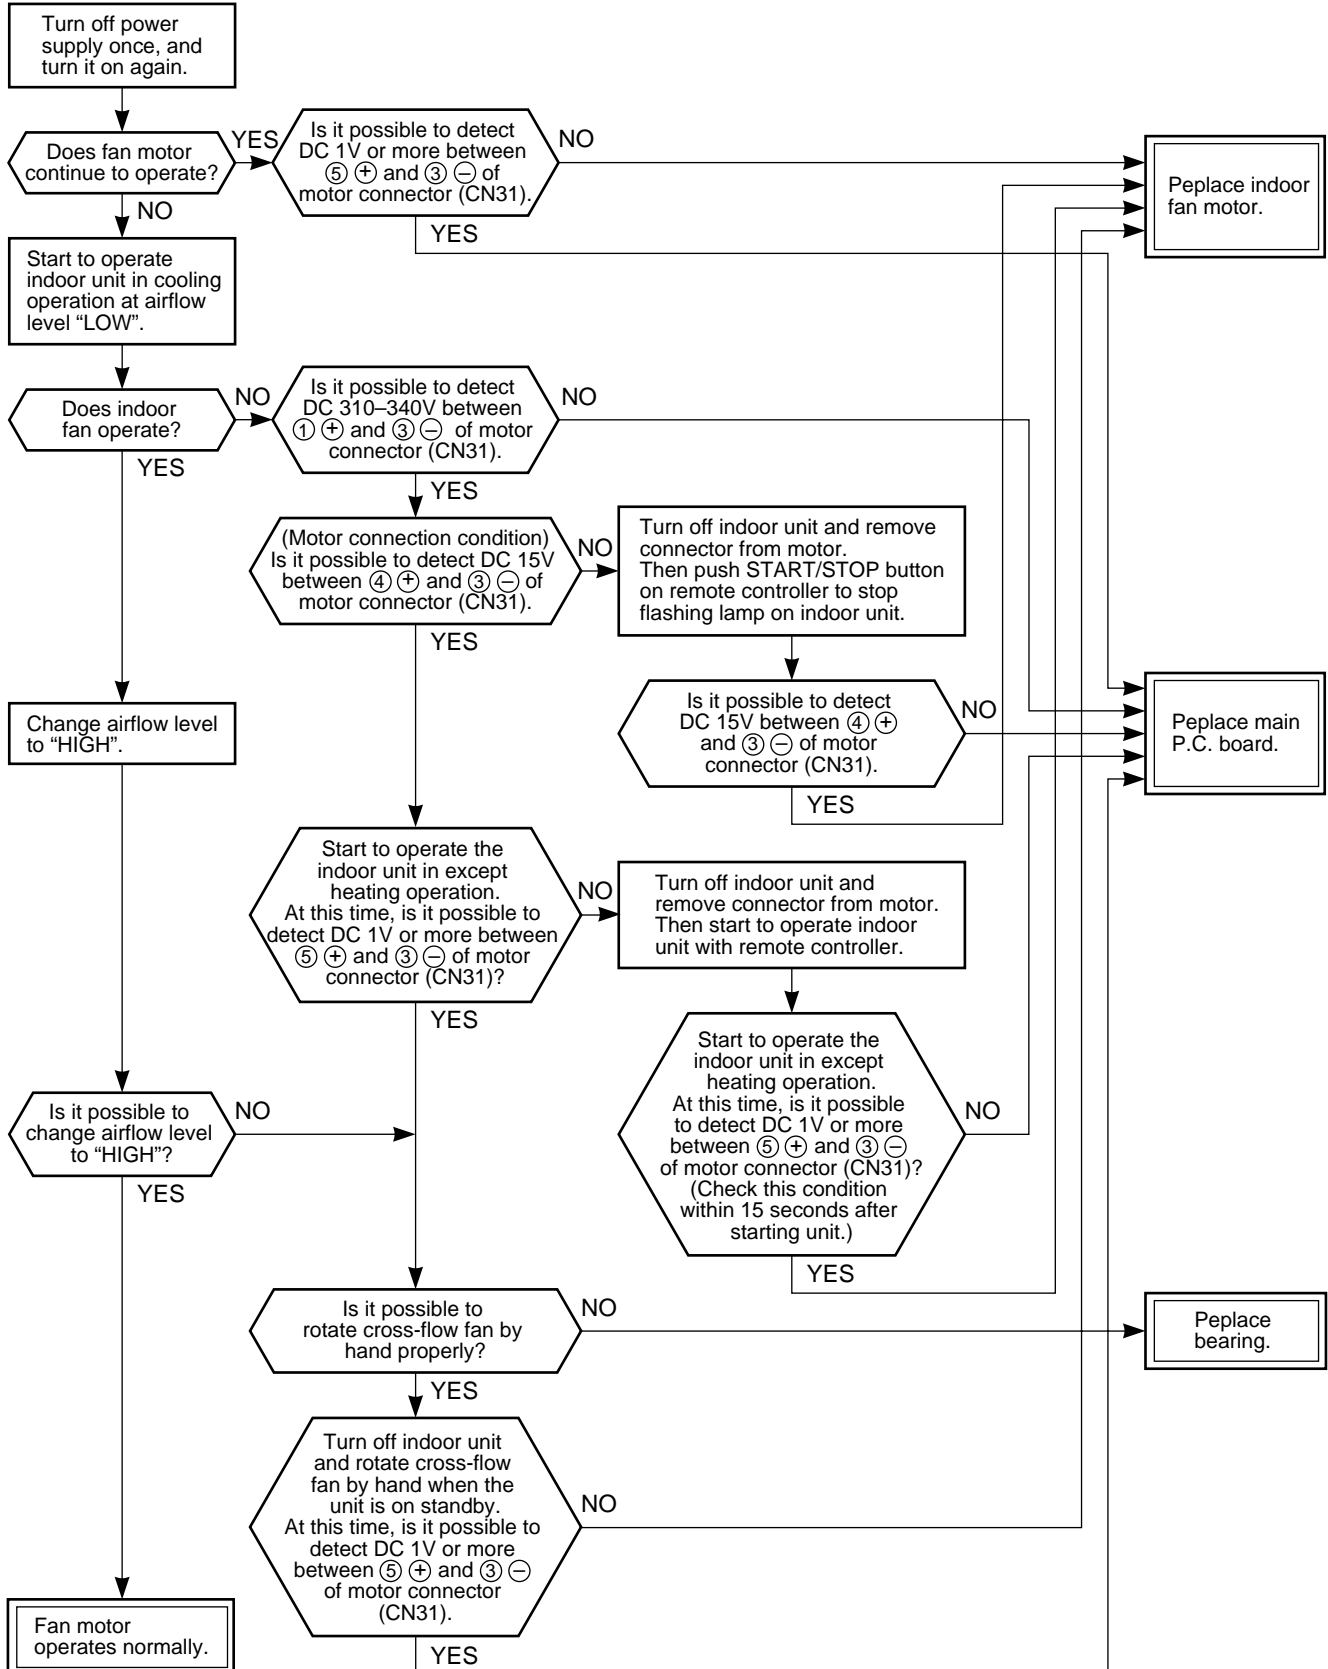 Turn off power
supply once, and
turn it on again.
Does fan motor
continue to operate?
YES
Is it possible to detect
DC 1V or more between
⑤ ⊕ and ③ ⊖ of
motor connector (CN31).
NO
Peplace indoor
fan motor.
NO
YES
Start to operate
indoor unit in cooling
operation at airflow
level “LOW”.
Does indoor
fan operate?
NO
Is it possible to detect
DC 310–340V between
① ⊕ and ③ ⊖ of motor
connector (CN31).
NO
YES
YES
(Motor connection condition)
Is it possible to detect DC 15V
between ④ ⊕ and ③ ⊖ of
motor connector (CN31).
NO
Turn off indoor unit and remove
connector from motor.
Then push START/STOP button
on remote controller to stop
flashing lamp on indoor unit.
YES
Change airflow level
to “HIGH”.
Is it possible to detect
DC 15V between ④ ⊕
and ③ ⊖ of motor
connector (CN31).
NO
Peplace main
P.C. board.
YES
Start to operate the
indoor unit in except
heating operation.
At this time, is it possible to
detect DC 1V or more between
⑤ ⊕ and ③ ⊖ of motor
connector (CN31)?
NO
Turn off indoor unit and
remove connector from motor.
Then start to operate indoor
unit with remote controller.
YES
Start to operate the
indoor unit in except
heating operation.
At this time, is it possible
to detect DC 1V or more
between ⑤ ⊕ and ③ ⊖
of motor connector (CN31)?
(Check this condition
within 15 seconds after
starting unit.)
NO
YES
Is it possible to
change airflow level
to “HIGH”?
NO
YES
Is it possible to
rotate cross-flow fan by
hand properly?
NO
Peplace
bearing.
YES
Turn off indoor unit
and rotate cross-flow
fan by hand when the
unit is on standby.
At this time, is it possible to
detect DC 1V or more
between ⑤ ⊕ and ③ ⊖
of motor connector
(CN31).
NO
YES
Fan motor
operates normally.